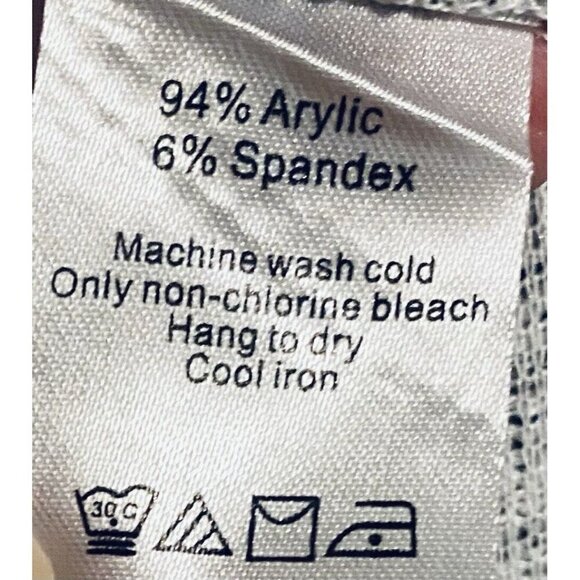 94% Arylic
6% Spandex
Machine wash cold
Only non-chlorine bleach
Hang to dry
Cool iron
30 C